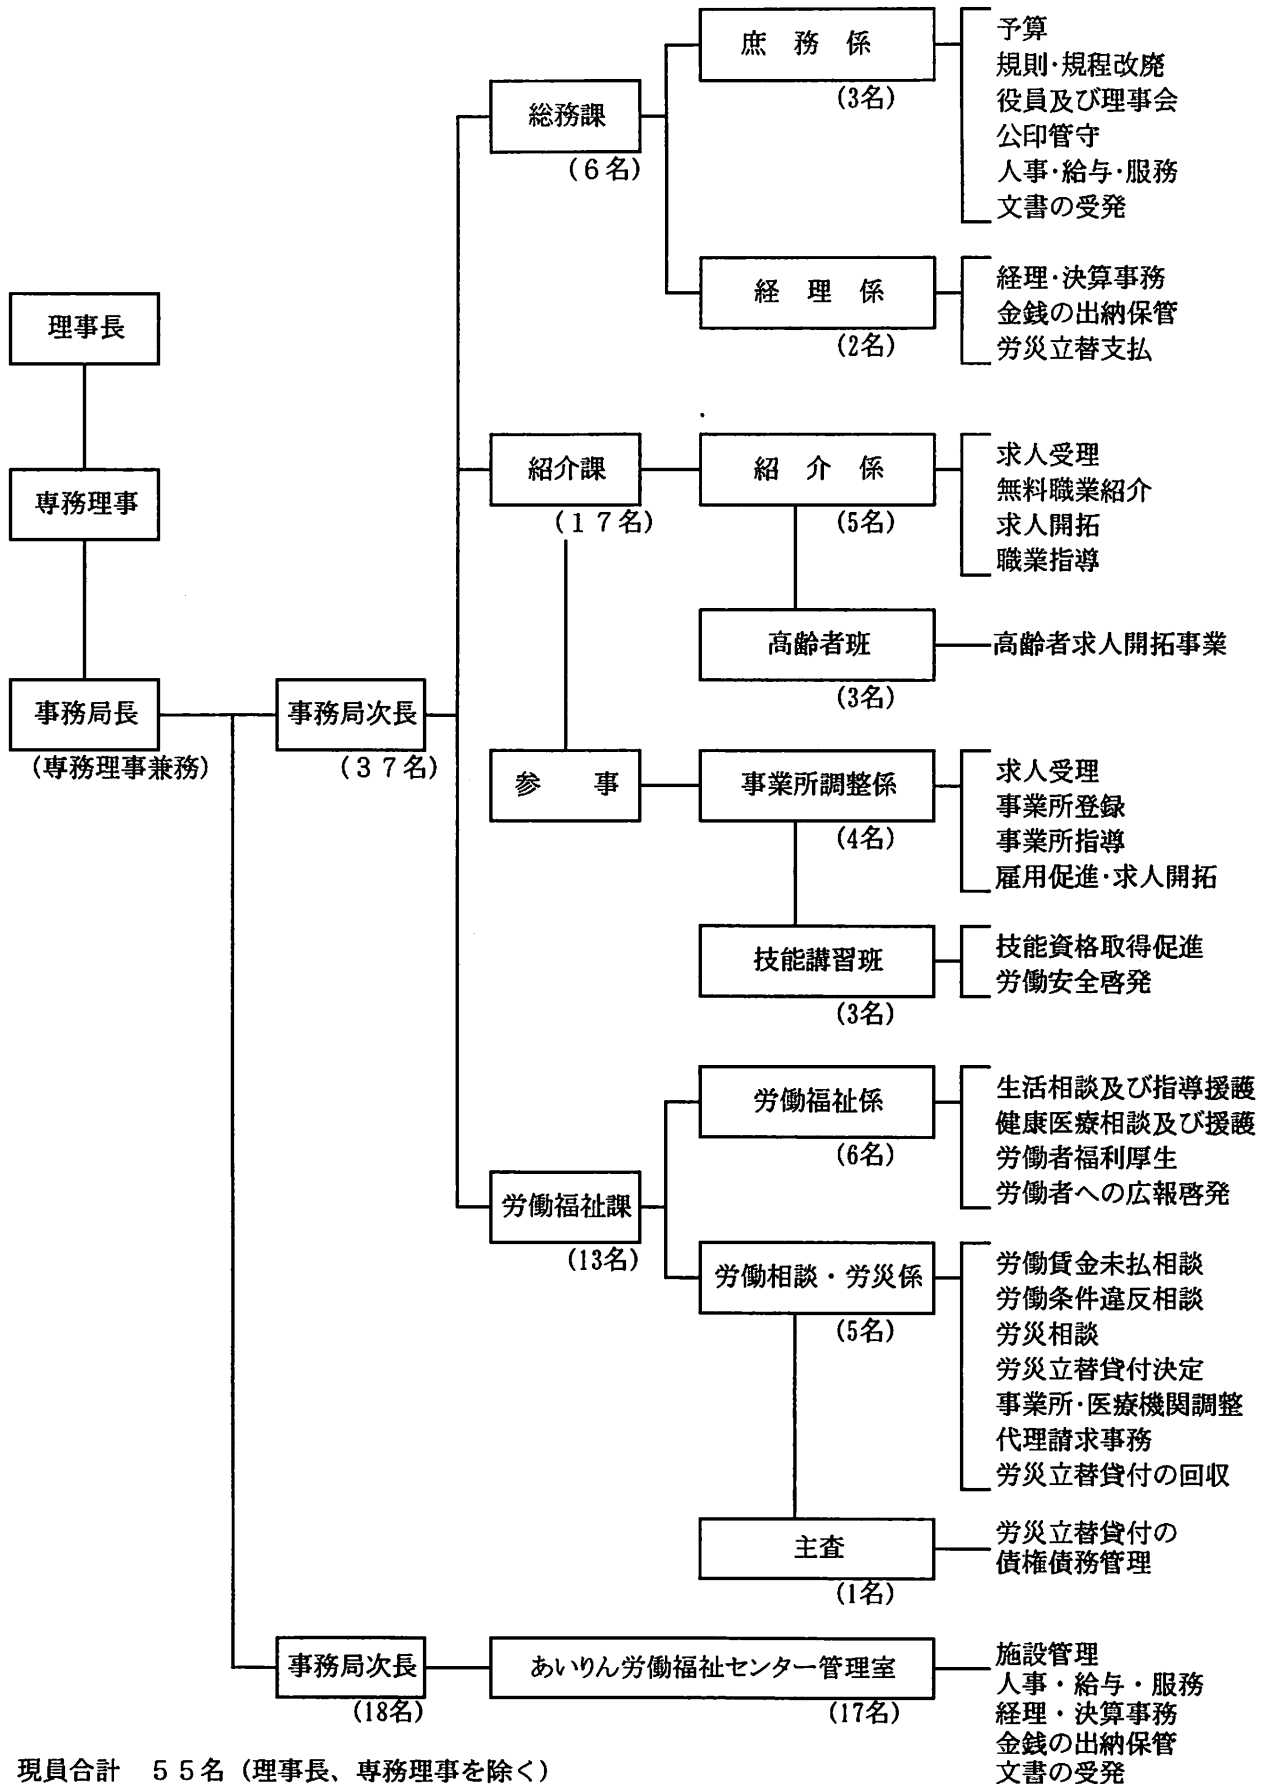 理事長
専務理事
事務局長
(専務理事兼務)
事務局次長
(37名)
総務課
(6名)
庶務係
(3名)
予算
規則・規程改廃
役員及び理事会
公印管守
人事・給与・服務
文書の受発
経理係
(2名)
経理・決算事務
金銭の出納保管
労災立替支払
紹介課
(17名)
紹介係
(5名)
求人受理
無料職業紹介
求人開拓
職業指導
高齢者班
(3名)
高齢者求人開拓事業
参事
事業所調整係
(4名)
求人受理
事業所登録
事業所指導
雇用促進・求人開拓
技能講習班
(3名)
技能資格取得促進
労働安全啓発
労働福祉課
(13名)
労働福祉係
(6名)
生活相談及び指導援護
健康医療相談及び援護
労働者福利厚生
労働者への広報啓発
労働相談・労災係
(5名)
労働賃金未払相談
労働条件違反相談
労災相談
労災立替貸付決定
事業所・医療機関調整
代理請求事務
労災立替貸付の回収
主査
(1名)
労災立替貸付の
債権債務管理
事務局次長
(18名)
あいりん労働福祉センター管理室
(17名)
施設管理
人事・給与・服務
経理・決算事務
金銭の出納保管
文書の受発
現員合計 55名(理事長、専務理事を除く)